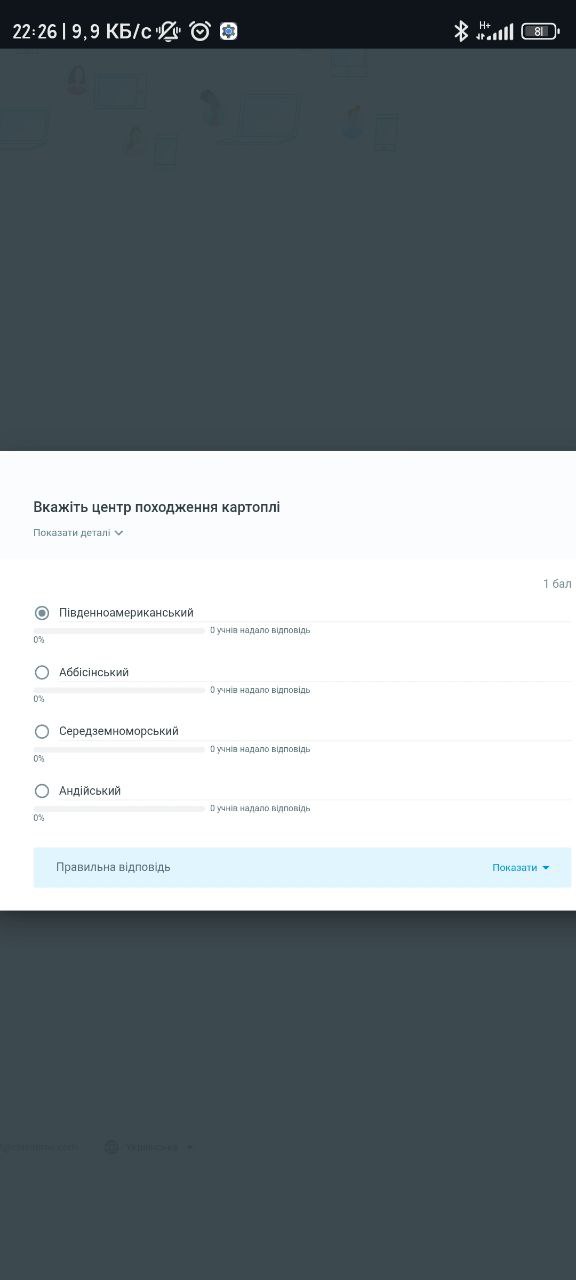 22:26 | 9,9 КБ/с
H+
81
Вкажіть центр походження картоплі
Показати деталі
1 бал
Південноамериканський
0 учнів надало відповідь
0%
Аббісінський
0 учнів надало відповідь
0%
Середземноморський
0 учнів надало відповідь
0%
Андійський
0 учнів надало відповідь
0%
Правильна відповідь
Показати
Українська